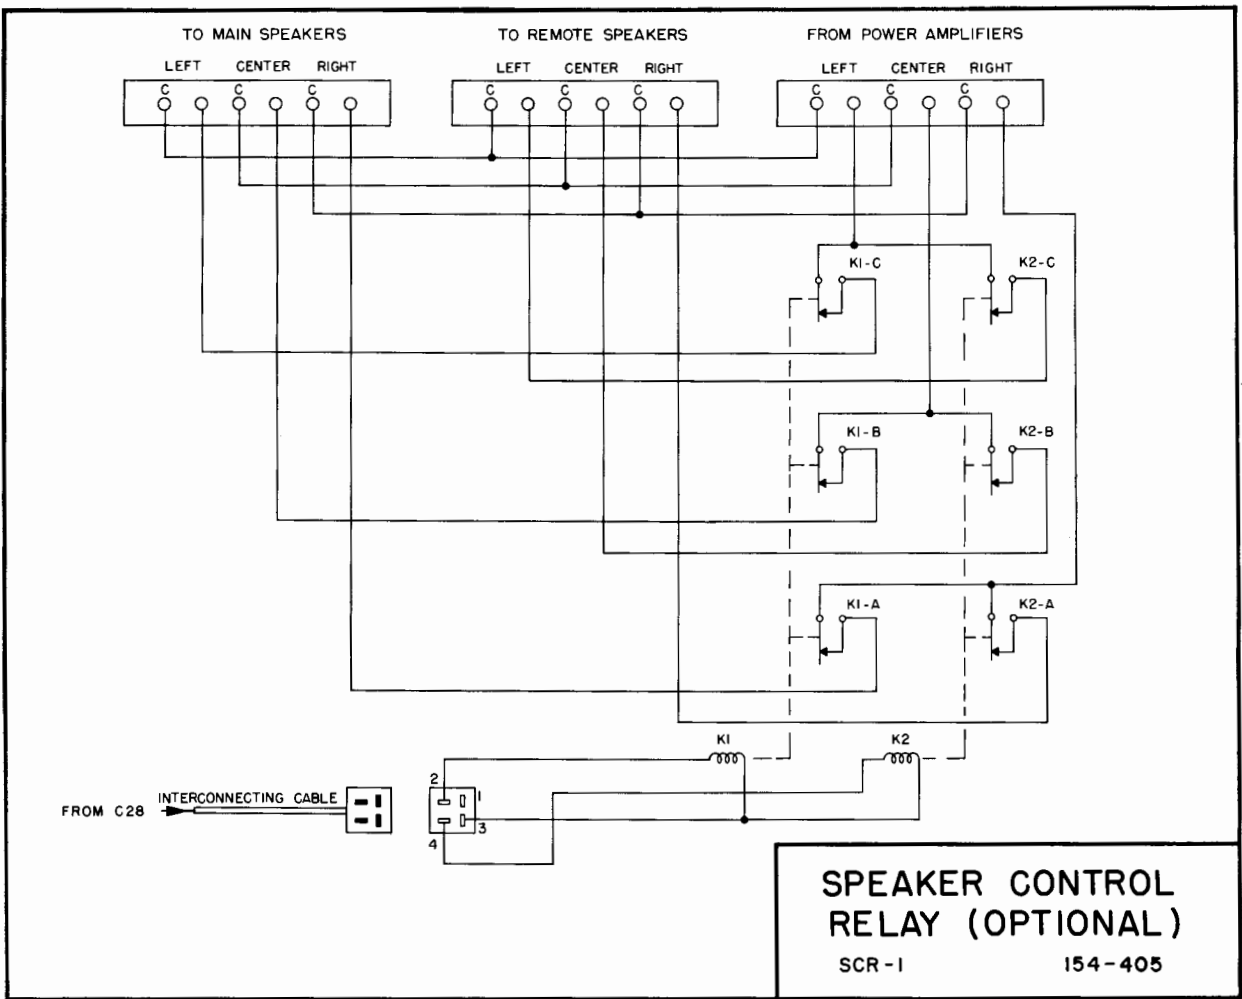 TO MAIN SPEAKERS
TO REMOTE SPEAKERS
FROM POWER AMPLIFIERS
LEFT CENTER RIGHT
LEFT CENTER RIGHT
LEFT CENTER RIGHT
C C C
C C C
C C C
K1-C
K2-C
K1-B
K2-B
K1-A
K2-A
K1
K2
2
1
3
4
FROM C28
INTERCONNECTING CABLE
SPEAKER CONTROL
RELAY (OPTIONAL)
SCR-1 154-405